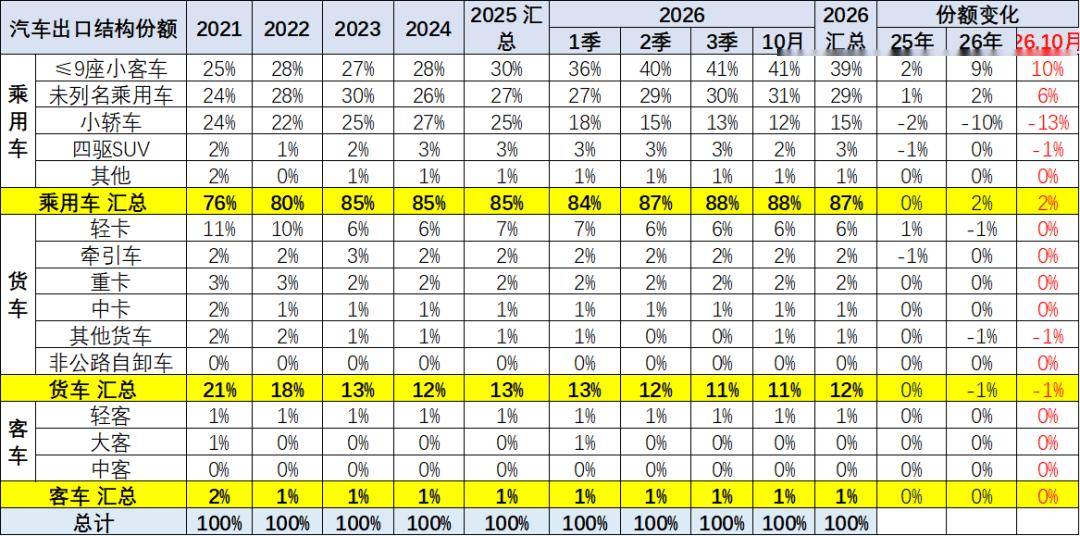 汽车出口结构份额 2021 2022 2023 2024 2025 汇总 2026 2026 汇总 份额变化
1季 2季 3季 10月 25年 26年 26.10月
乘用车
≤9座小客车 25% 28% 27% 28% 30% 36% 40% 41% 41% 39% 2% 9% 10%
未列名乘用车 24% 28% 30% 26% 27% 27% 29% 30% 31% 29% 1% 2% 6%
小轿车 24% 22% 25% 27% 25% 18% 15% 13% 12% 15% -2% -10% -13%
四驱SUV 2% 1% 2% 3% 3% 3% 3% 3% 2% 3% -1% 0% -1%
其他 2% 0% 1% 1% 1% 1% 1% 1% 1% 1% 0% 0% 0%
乘用车 汇总 76% 80% 85% 85% 85% 84% 87% 88% 88% 87% 0% 2% 2%
货车
轻卡 11% 10% 6% 6% 7% 7% 6% 6% 6% 6% 1% -1% 0%
牵引车 2% 2% 3% 2% 2% 2% 2% 2% 2% 2% -1% 0% 0%
重卡 3% 3% 2% 2% 2% 2% 2% 2% 2% 2% 0% 0% 0%
中卡 2% 1% 1% 1% 1% 1% 1% 1% 1% 1% 0% 0% 0%
其他货车 2% 2% 1% 1% 1% 1% 0% 0% 1% 1% 0% -1% -1%
非公路自卸车 0% 0% 0% 0% 0% 0% 0% 0% 0% 0% 0% 0% 0%
货车 汇总 21% 18% 13% 12% 13% 13% 12% 11% 11% 12% 0% -1% -1%
客车
轻客 1% 1% 1% 1% 1% 1% 1% 1% 1% 1% 0% 0% 0%
大客 1% 0% 0% 0% 0% 1% 0% 0% 0% 0% 0% 0% 0%
中客 0% 0% 0% 0% 0% 0% 0% 0% 0% 0% 0% 0% 0%
客车 汇总 2% 1% 1% 1% 1% 1% 1% 1% 1% 1% 0% 0% 0%
总计 100% 100% 100% 100% 100% 100% 100% 100% 100% 100%